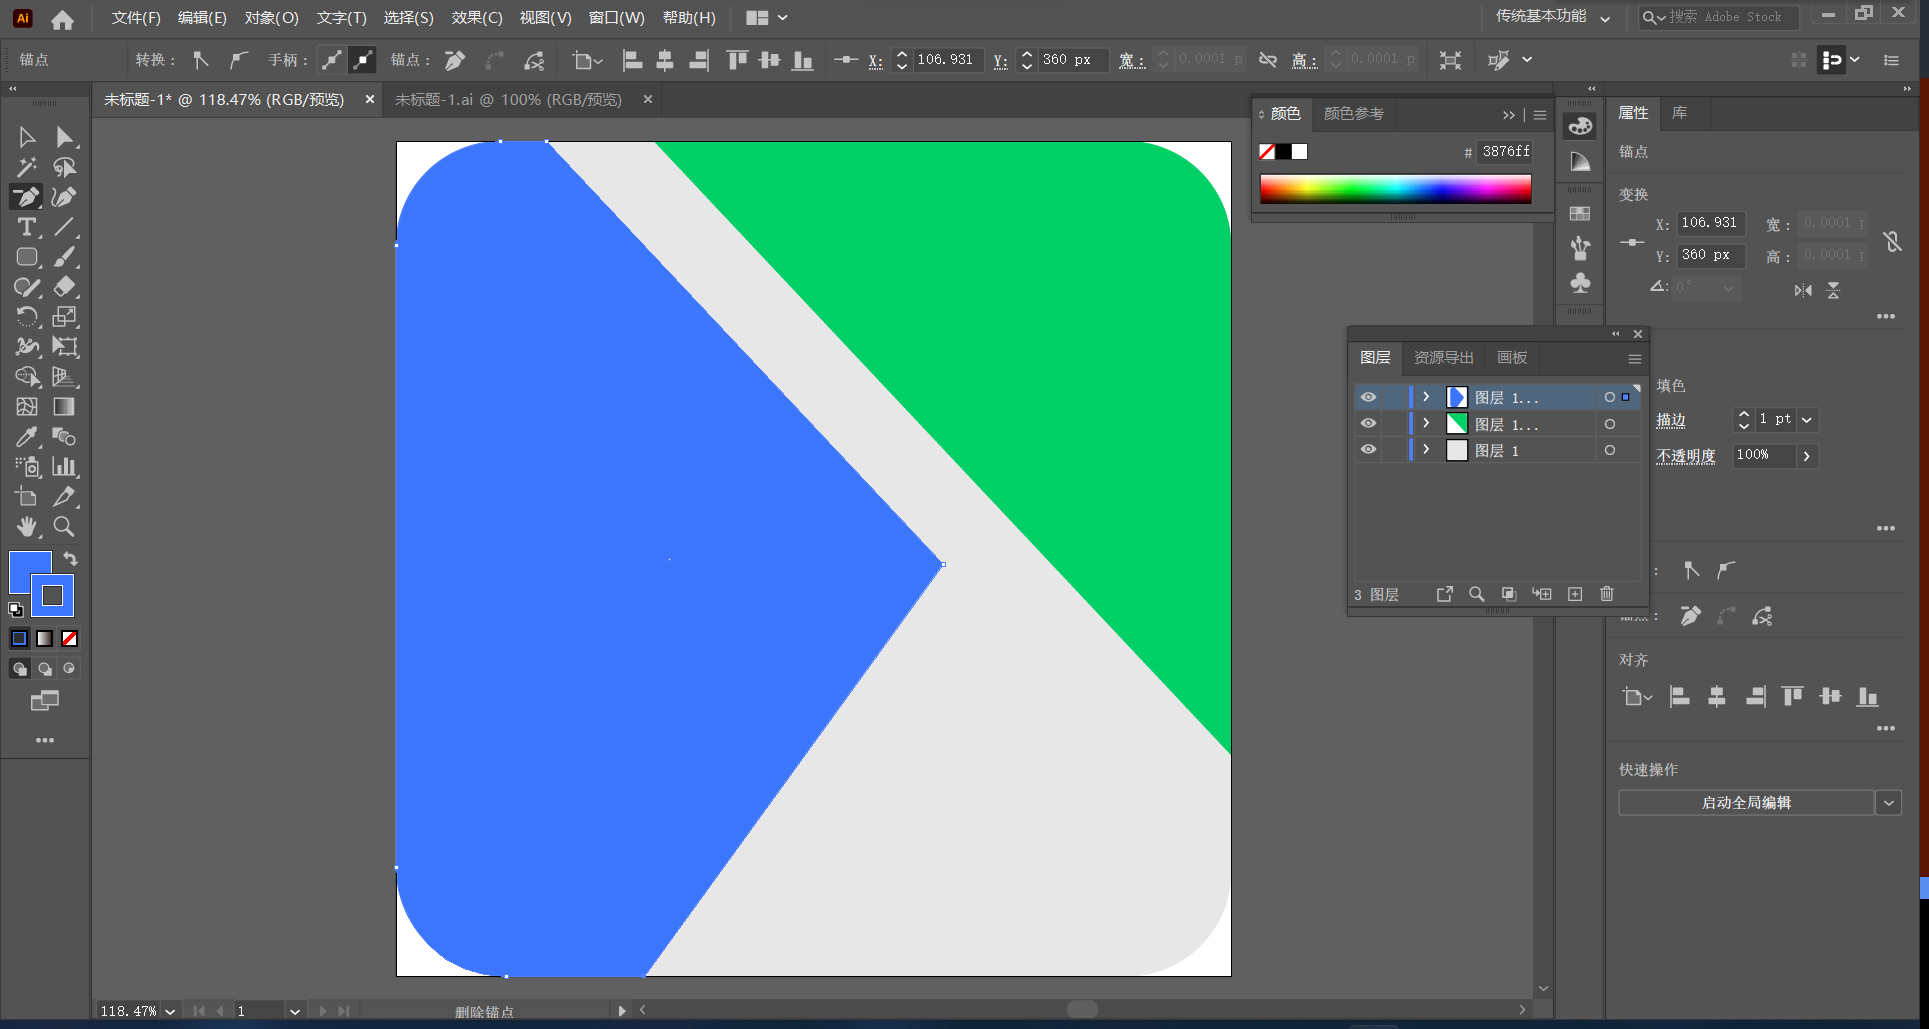 Ai 文件(F) 编辑(E) 对象(O) 文字(T) 选择(S) 效果(C) 视图(V) 窗口(W) 帮助(H) 传统基本功能 搜索 Adobe Stock
锚点 转换： 手柄： 锚点： X: 106.931 Y: 360 px 宽： 0.0001 p 高： 0.0001 p
未标题-1* @ 118.47% (RGB/预览) × 未标题-1.ai @ 100% (RGB/预览) ×
颜色 颜色参考
# 3876ff
属性 库
锚点
变换
X: 106.931 宽： 0.0001 p
Y: 360 px 高： 0.0001 p
0°
图层 资源导出 画板
图层 1...
图层 1...
图层 1
3 图层
填色
描边 1 pt
不透明度 100%
对齐
快速操作
启动全局编辑
118.47% 1 删除锚点